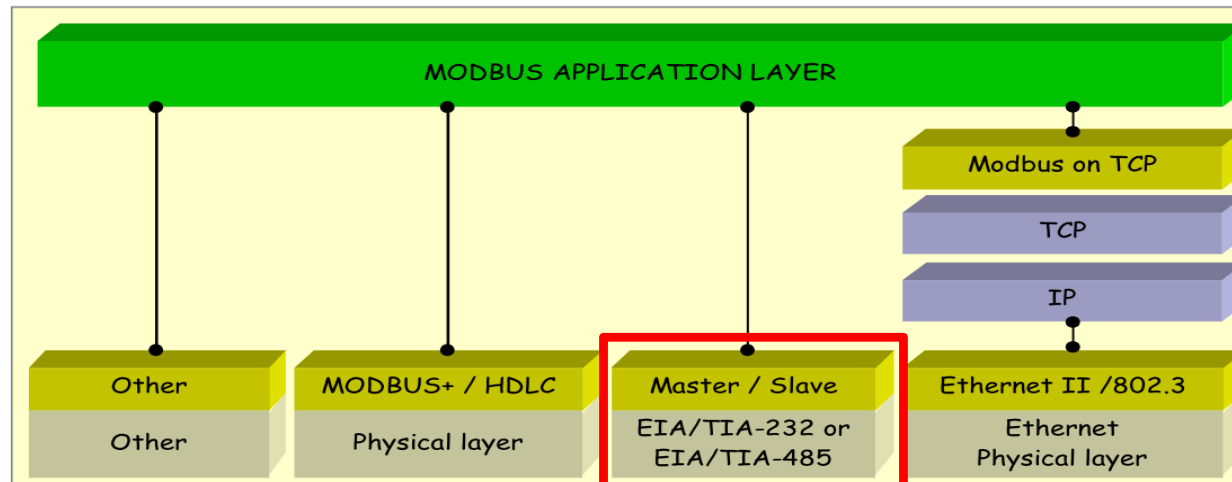 MODBUS APPLICATION LAYER
Modbus on TCP
TCP
IP
Other
MODBUS+ / HDLC
Master / Slave
Ethernet II /802.3
Other
Physical layer
EIA/TIA-232 or
EIA/TIA-485
Ethernet
Physical layer